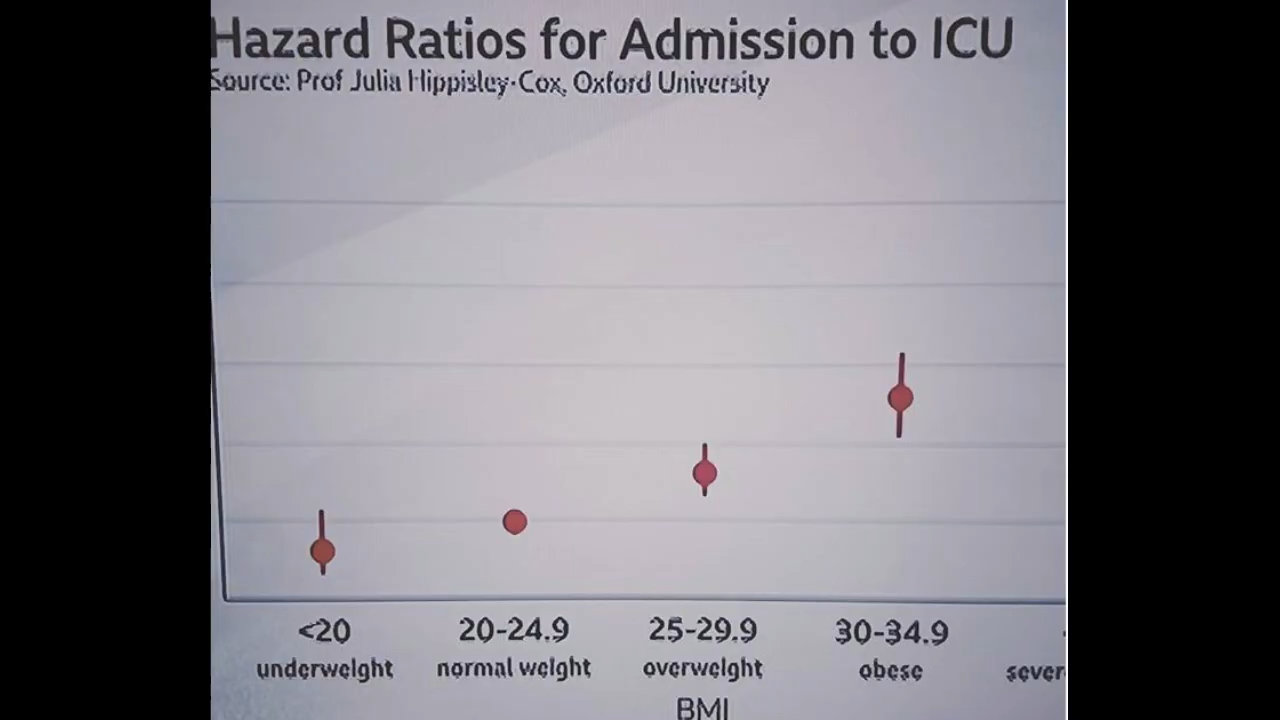 Hazard Ratios for Admission to ICU
Source: Prof Julia Hippisley-Cox, Oxford University
<20 20-24.9 25-29.9 30-34.9
underweight normal weight overweight obese
BMI